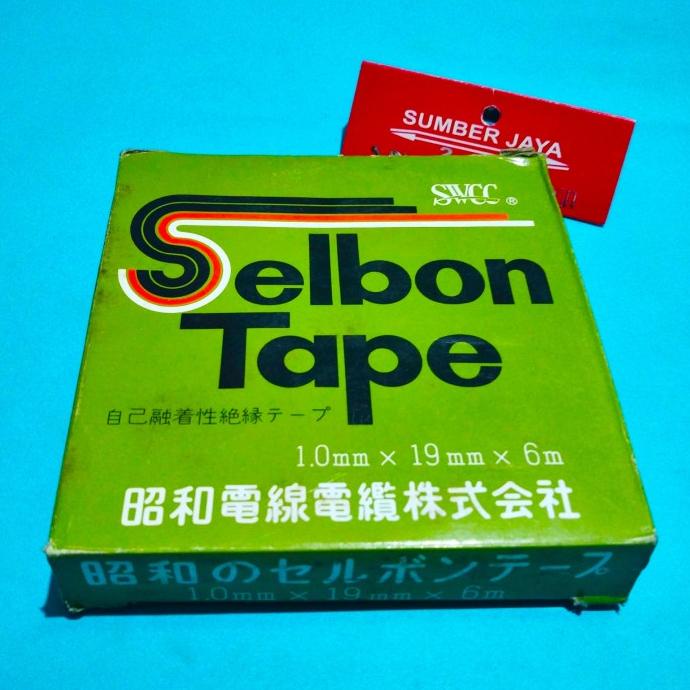 SUMBER JAYA
SWCC ®
Selbon
Tape
自己融着性絶縁テープ
1.0mm × 19mm × 6m
昭和電線電纜株式会社
昭和のセルボンテープ
1.0mm × 19mm × 6m